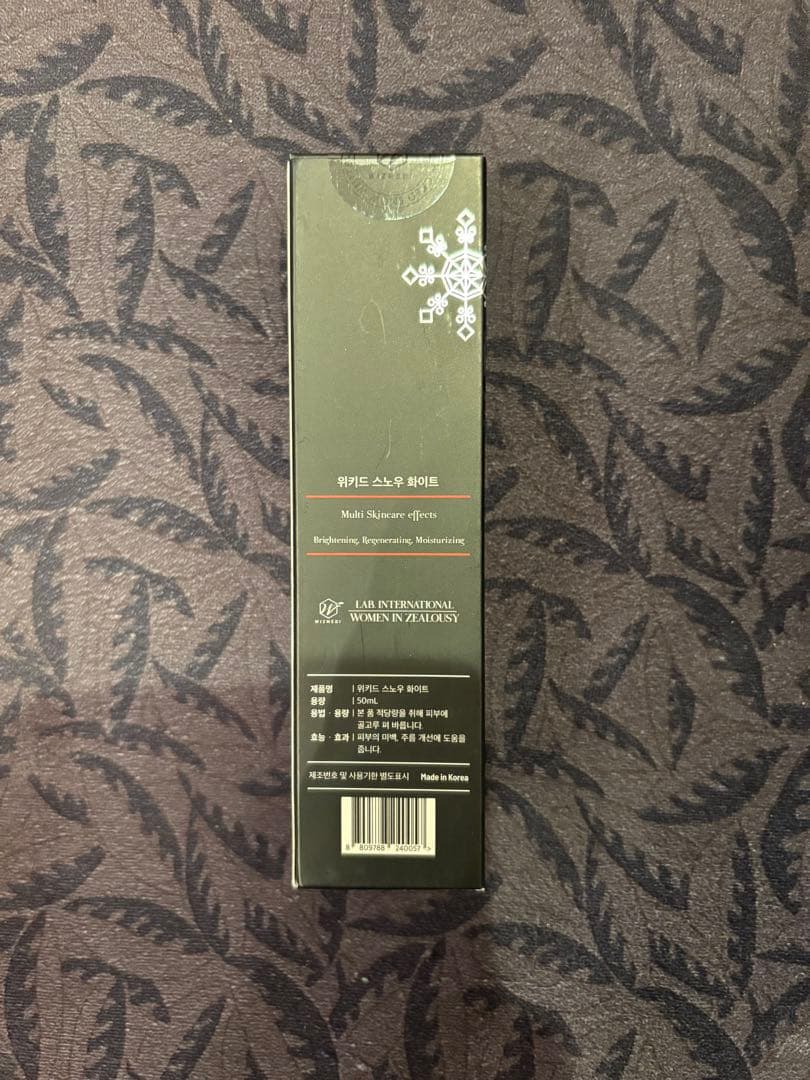 위키드 스노우 화이트
Multi Skincare effects
Brightening, Regenerating, Moisturizing
WIZMEDI
LAB. INTERNATIONAL
WOMEN IN ZEALOUSY
제품명 | 위키드 스노우 화이트
용량 | 50mL
용법 · 용량 | 본 품 적당량을 취해 피부에
골고루 펴 바릅니다.
효능 · 효과 | 피부의 미백, 주름 개선에 도움을
줍니다.
제조번호 및 사용기한 별도표시 Made in Korea
8 809768 240057 >